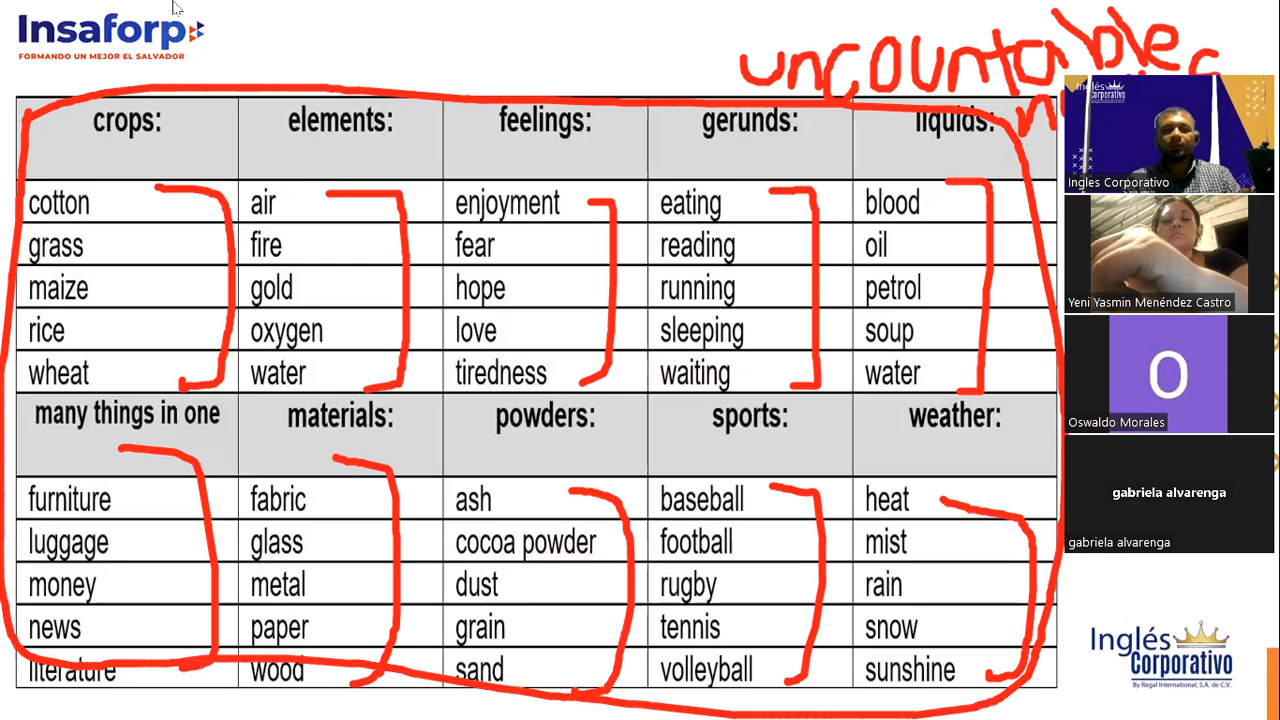 Insaforp
FORMANDO UN MEJOR EL SALVADOR
uncountables
crops: elements: feelings: gerunds: liquids:
cotton air enjoyment eating blood
grass fire fear reading oil
maize gold hope running petrol
rice oxygen love sleeping soup
wheat water tiredness waiting water
many things in one materials: powders: sports: weather:
furniture fabric ash baseball heat
luggage glass cocoa powder football mist
money metal dust rugby rain
news paper grain tennis snow
literature wood sand volleyball sunshine
Inglés
Corporativo
Ingles Corporativo
Yeni Yasmin Menéndez Castro
O
Oswaldo Morales
gabriela alvarenga
gabriela alvarenga
Inglés
Corporativo
By Regal International, S.A. de C.V.